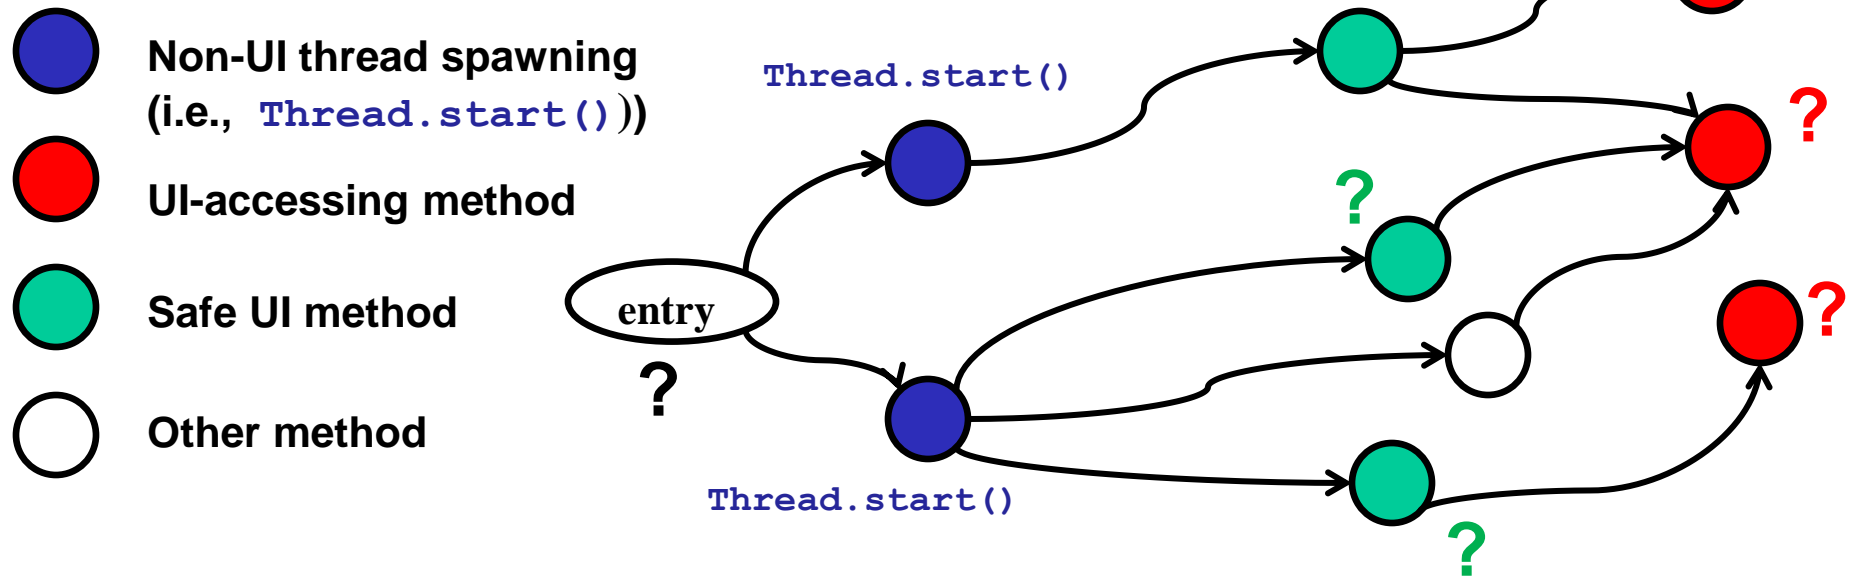 Non-UI thread spawning
(i.e., Thread.start()))
UI-accessing method
Safe UI method
Other method
Thread.start()
?
?
entry
?
?
Thread.start()
?